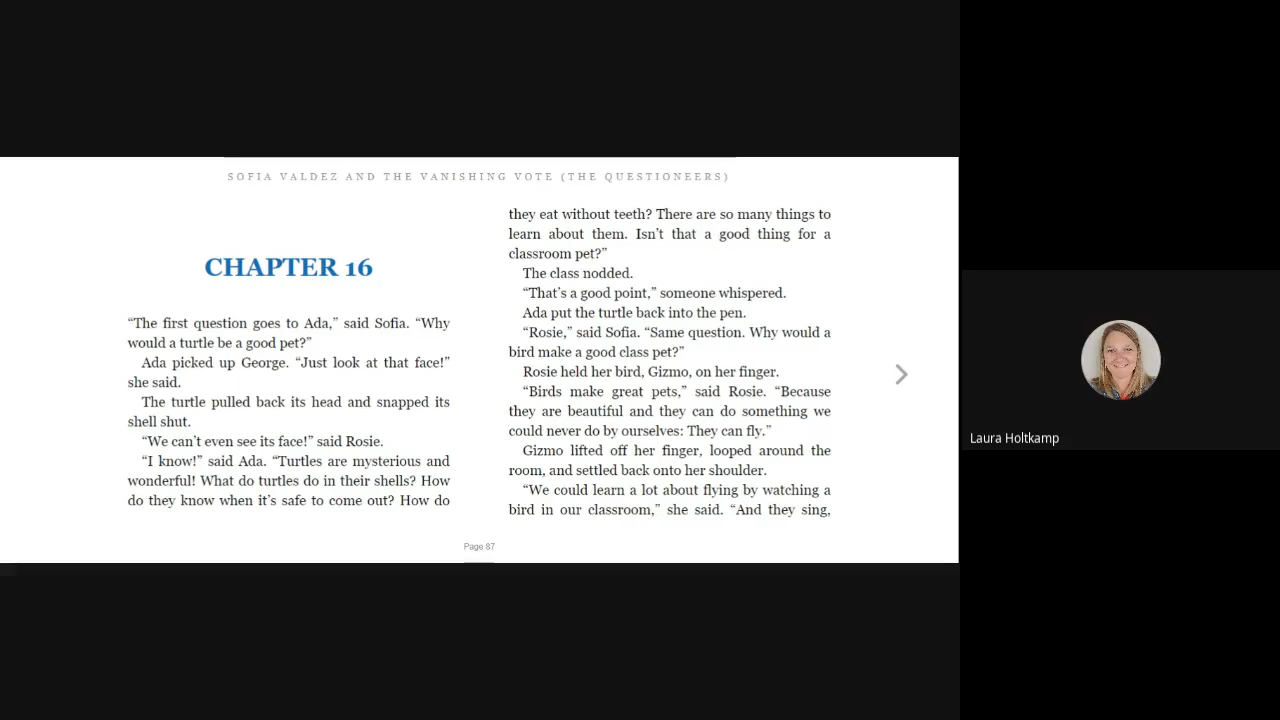 SOFIA VALDEZ AND THE VANISHING VOTE (THE QUESTIONEERS)
CHAPTER 16
“The first question goes to Ada,” said Sofia. “Why
would a turtle be a good pet?”
Ada picked up George. “Just look at that face!”
she said.
The turtle pulled back its head and snapped its
shell shut.
“We can’t even see its face!” said Rosie.
“I know!” said Ada. “Turtles are mysterious and
wonderful! What do turtles do in their shells? How
do they know when it’s safe to come out? How do
they eat without teeth? There are so many things to
learn about them. Isn’t that a good thing for a
classroom pet?”
The class nodded.
“That’s a good point,” someone whispered.
Ada put the turtle back into the pen.
“Rosie,” said Sofia. “Same question. Why would a
bird make a good class pet?”
Rosie held her bird, Gizmo, on her finger.
“Birds make great pets,” said Rosie. “Because
they are beautiful and they can do something we
could never do by ourselves: They can fly.”
Gizmo lifted off her finger, looped around the
room, and settled back onto her shoulder.
“We could learn a lot about flying by watching a
bird in our classroom,” she said. “And they sing,
Page 87
Laura Holtkamp